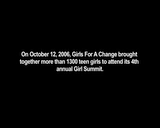 On October 12, 2006, Girls For A Change brought
together more than 1300 teen girls to attend its 4th
annual Girl Summit.